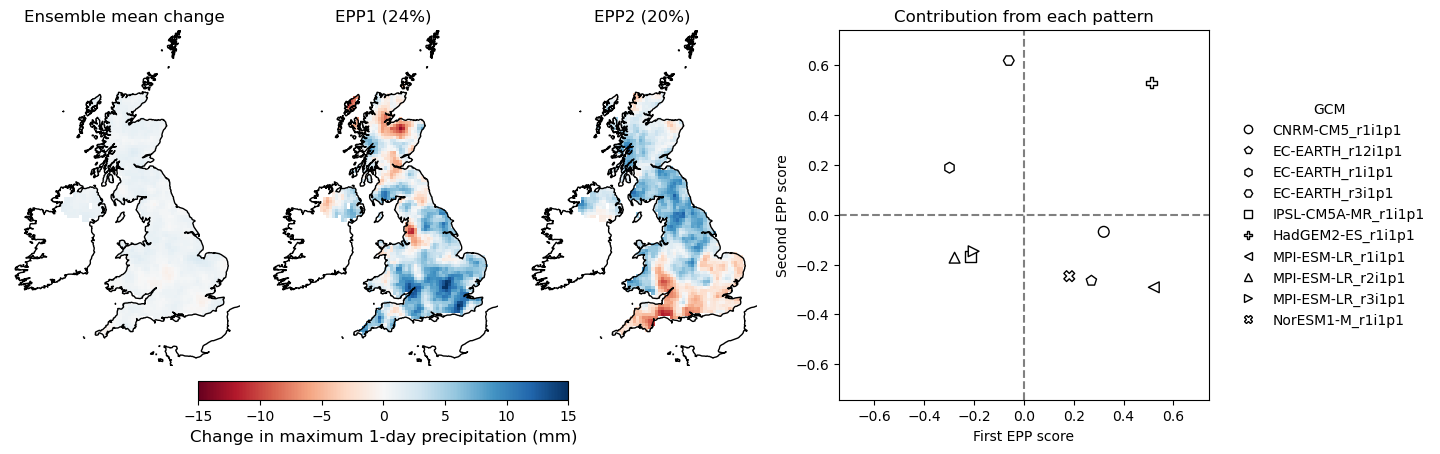 Ensemble mean change
EPP1 (24%)
EPP2 (20%)
−15
−10
−5
0
5
10
15
Change in maximum 1-day precipitation (mm)
Contribution from each pattern
0.6
0.4
0.2
0.0
−0.2
−0.4
−0.6
Second EPP score
−0.6
−0.4
−0.2
0.0
0.2
0.4
0.6
First EPP score
GCM
CNRM-CM5_r1i1p1
EC-EARTH_r12i1p1
EC-EARTH_r1i1p1
EC-EARTH_r3i1p1
IPSL-CM5A-MR_r1i1p1
HadGEM2-ES_r1i1p1
MPI-ESM-LR_r1i1p1
MPI-ESM-LR_r2i1p1
MPI-ESM-LR_r3i1p1
NorESM1-M_r1i1p1